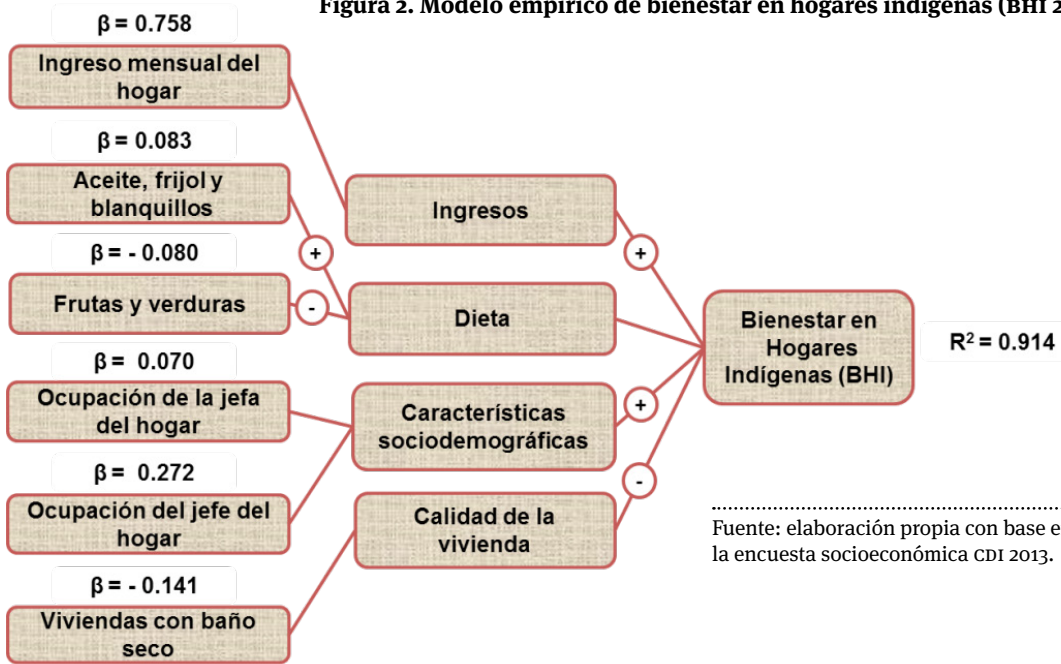 Figura 2. Modelo empírico de bienestar en hogares indígenas (BHI 2
β = 0.758
Ingreso mensual del
hogar
β = 0.083
Aceite, frijol y
blanquillos
β = - 0.080
Frutas y verduras
β = 0.070
Ocupación de la jefa
del hogar
β = 0.272
Ocupación del jefe del
hogar
β = - 0.141
Viviendas con baño
seco
+
-
Ingresos
Dieta
Características
sociodemográficas
Calidad de la
vivienda
+
+
-
Bienestar en
Hogares
Indígenas (BHI)
R² = 0.914
Fuente: elaboración propia con base e
la encuesta socioeconómica CDI 2013.